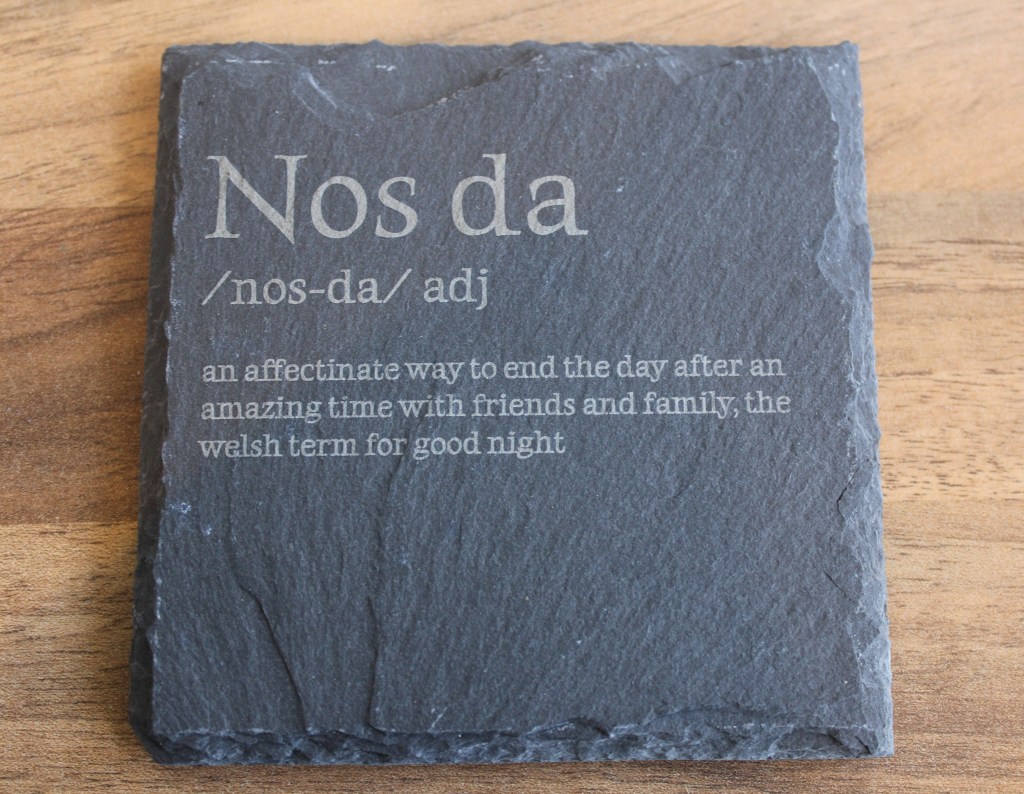 Nos da
/nos-da/ adj
an affectinate way to end the day after an
amazing time with friends and family, the
welsh term for good night